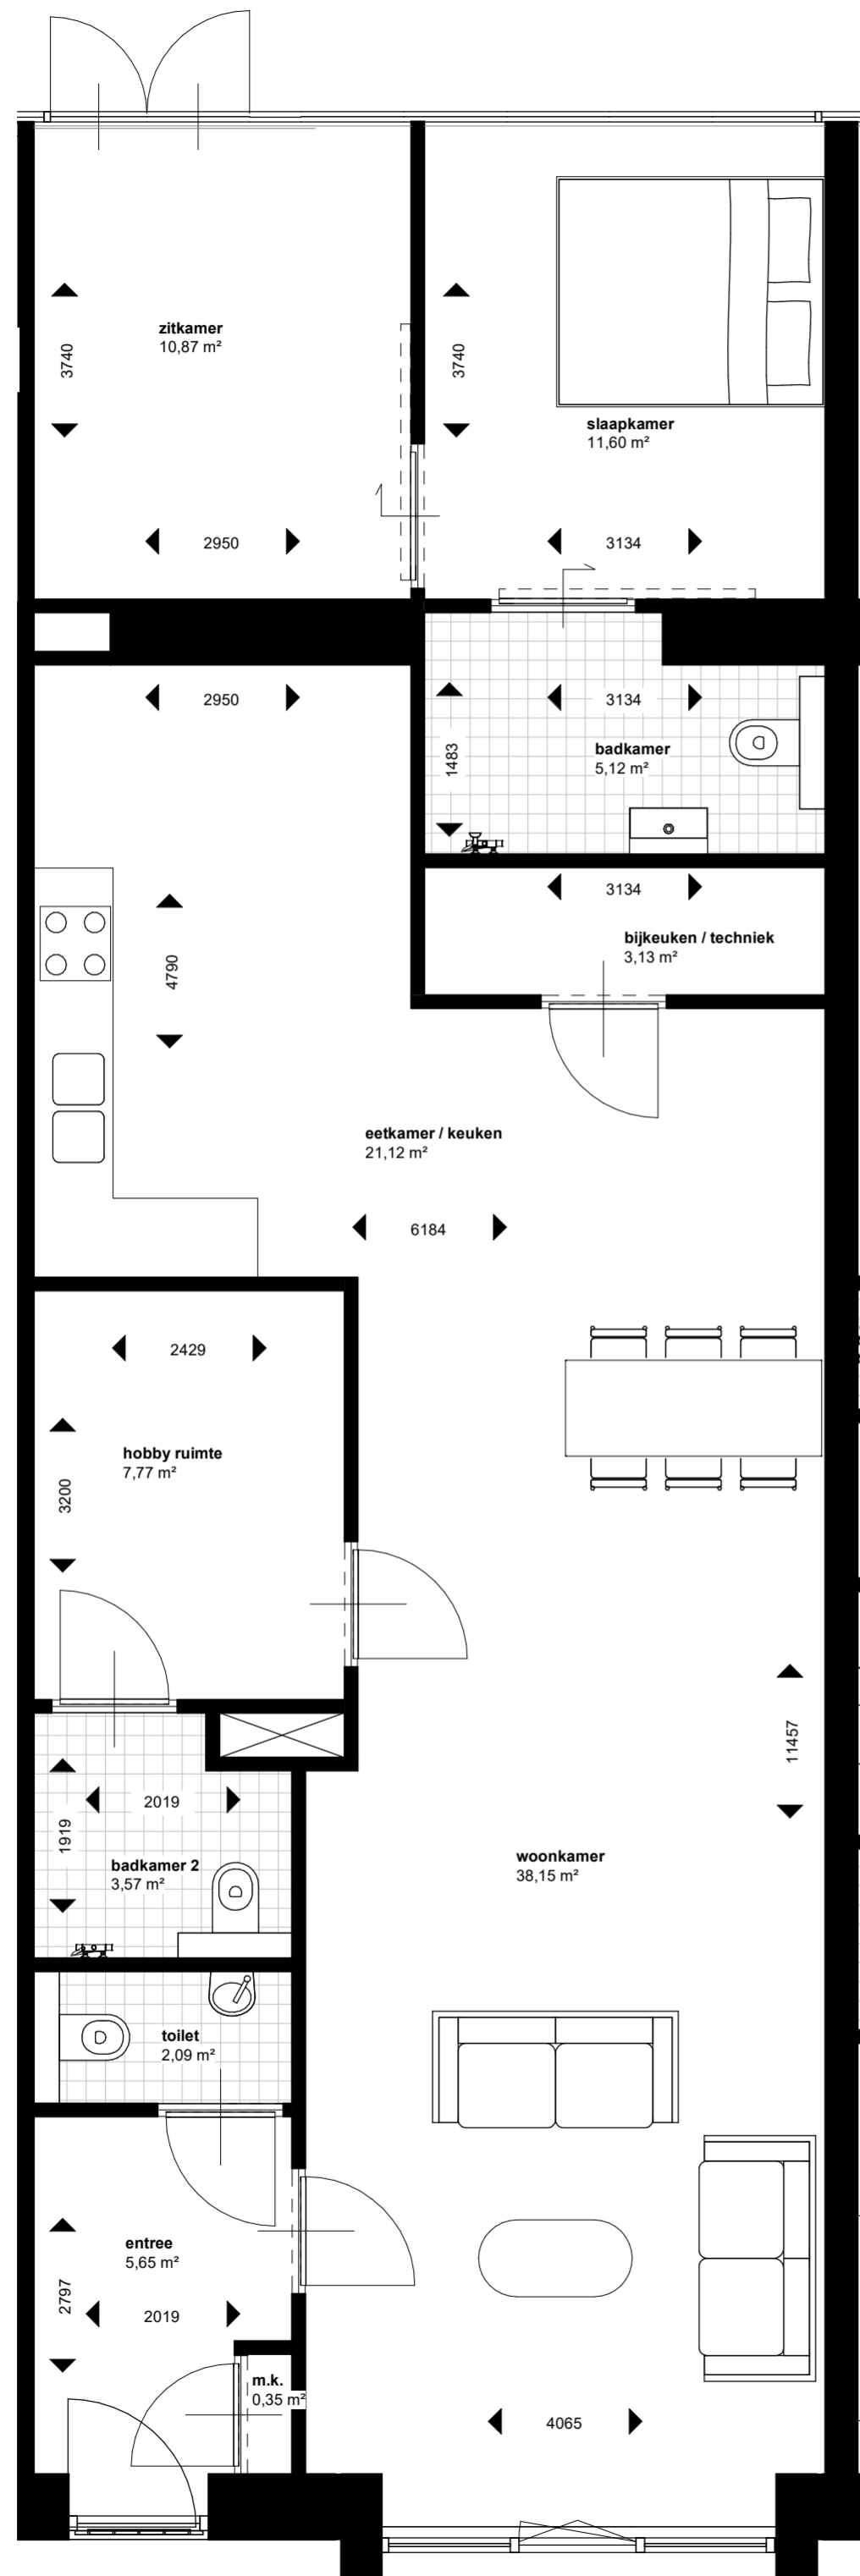 zitkamer
10,87 m²
3740
2950
3740
slaapkamer
11,60 m²
3134
2950
3134
1483
badkamer
5,12 m²
3134
bijkeuken / techniek
3,13 m²
4790
eetkamer / keuken
21,12 m²
6184
2429
hobby ruimte
7,77 m²
3200
11457
2019
1919
badkamer 2
3,57 m²
woonkamer
38,15 m²
toilet
2,09 m²
entree
5,65 m²
2797
2019
m.k.
0,35 m²
4065